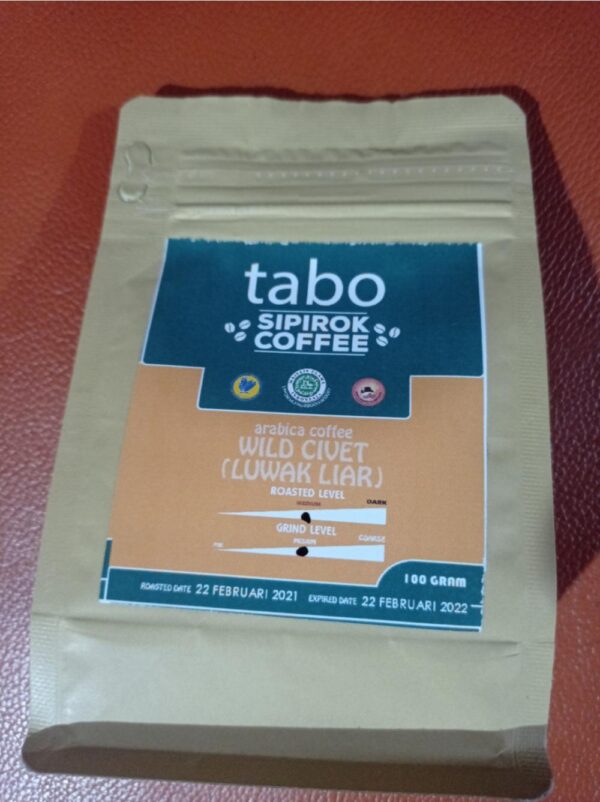 tabo
SIPIROK
COFFEE
arabica coffee
WILD CIVET
(LUWAK LIAR)
ROASTED LEVEL
MEDIUM DARK
GRIND LEVEL
FINE MEDIUM COARSE
100 GRAM
ROASTED DATE 22 FEBRUARI 2021 EXPIRED DATE 22 FEBRUARI 2022